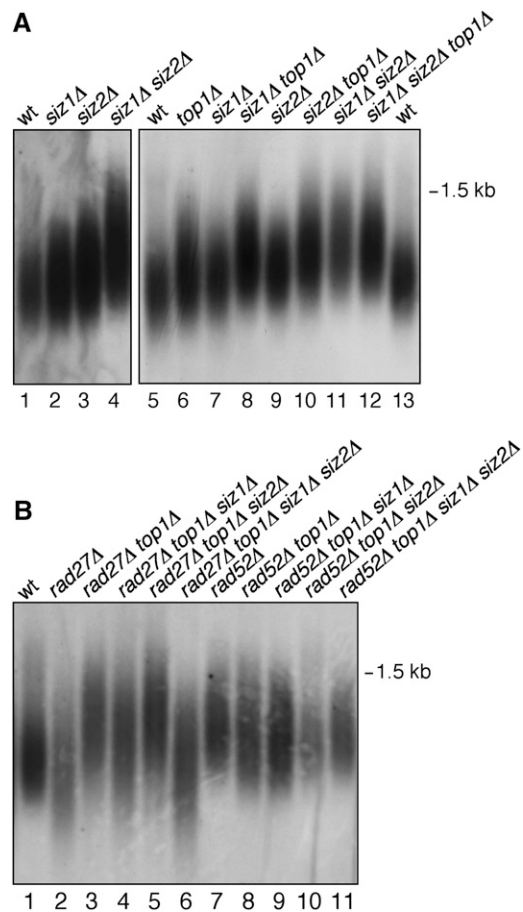 A
wt
siz1Δ
siz2Δ
siz1Δ siz2Δ
wt
top1Δ
siz1Δ
siz1Δ top1Δ
siz2Δ
siz2Δ top1Δ
siz1Δ siz2Δ
siz1Δ siz2Δ top1Δ
wt
–1.5 kb
1 2 3 4 5 6 7 8 9 10 11 12 13
B
wt
rad27Δ
rad27Δ top1Δ
rad27Δ top1Δ siz1Δ
rad27Δ top1Δ siz2Δ
rad27Δ top1Δ siz1Δ siz2Δ
rad52Δ
rad52Δ top1Δ
rad52Δ top1Δ siz1Δ
rad52Δ top1Δ siz2Δ
rad52Δ top1Δ siz1Δ siz2Δ
–1.5 kb
1 2 3 4 5 6 7 8 9 10 11